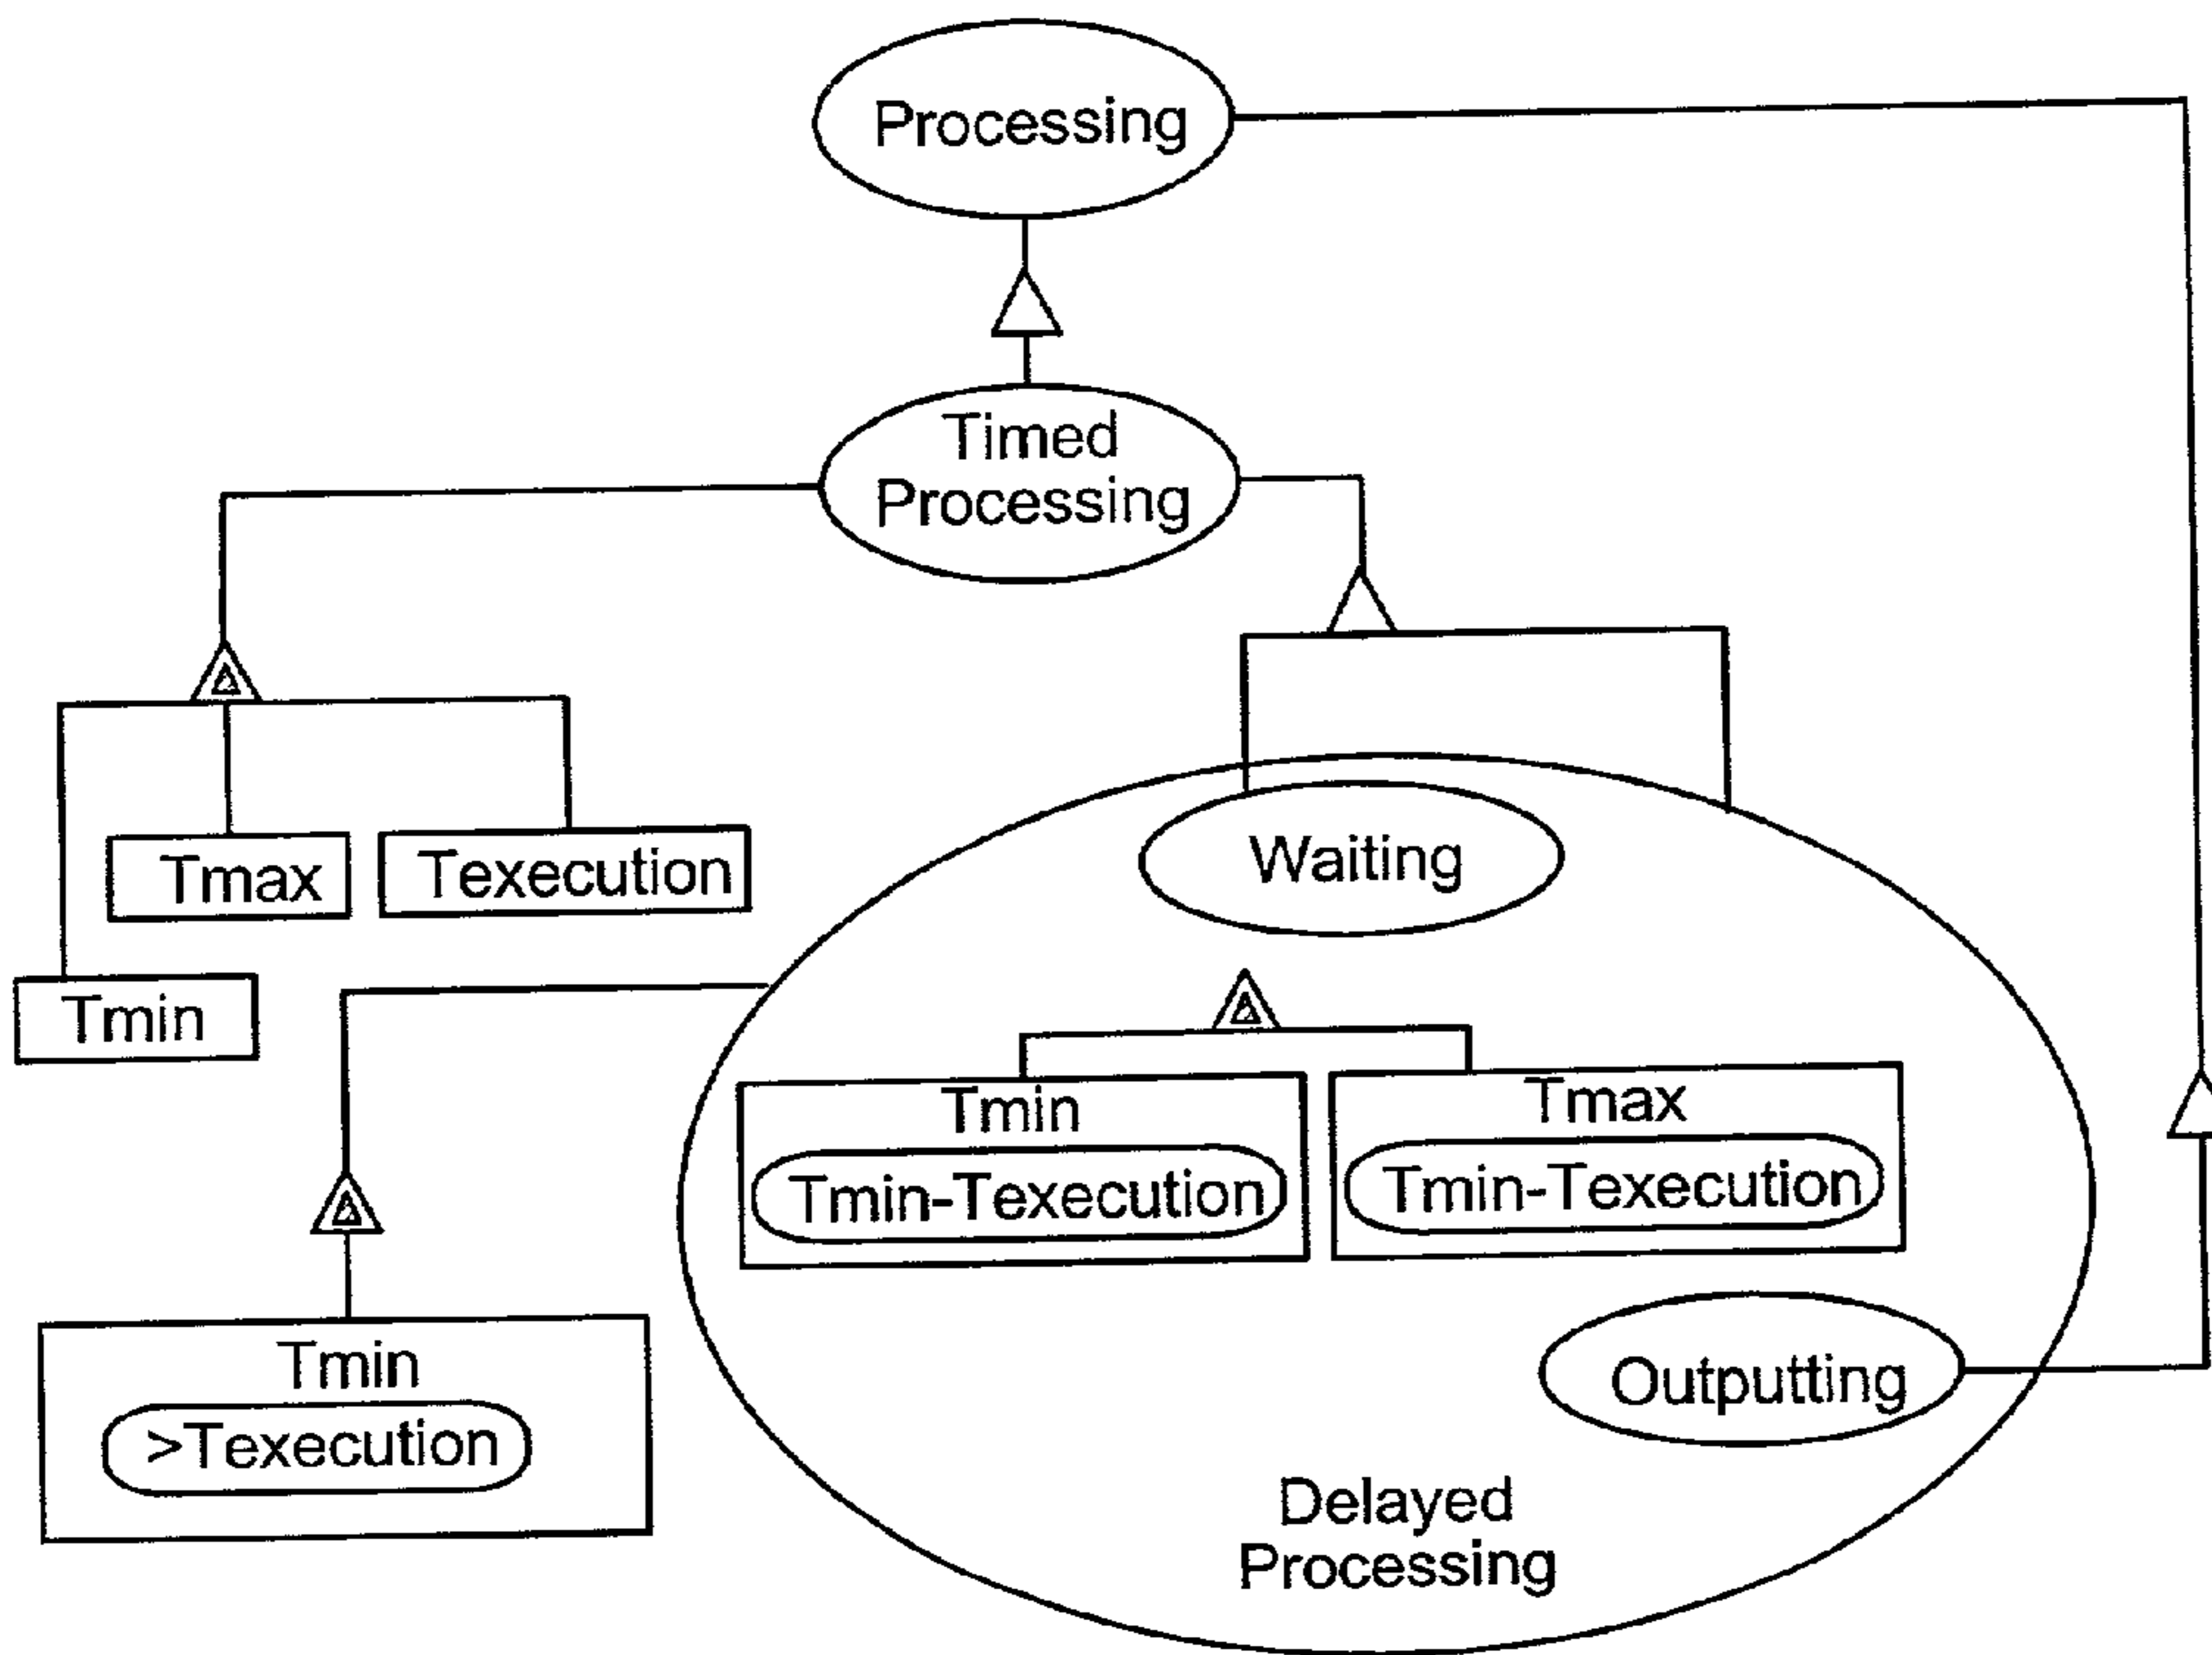 Processing
Timed
Processing
Tmax
Texecution
Waiting
Tmin
Tmin
Tmin-Texecution
Tmax
Tmin-Texecution
Tmin
>Texecution
Outputting
Delayed
Processing